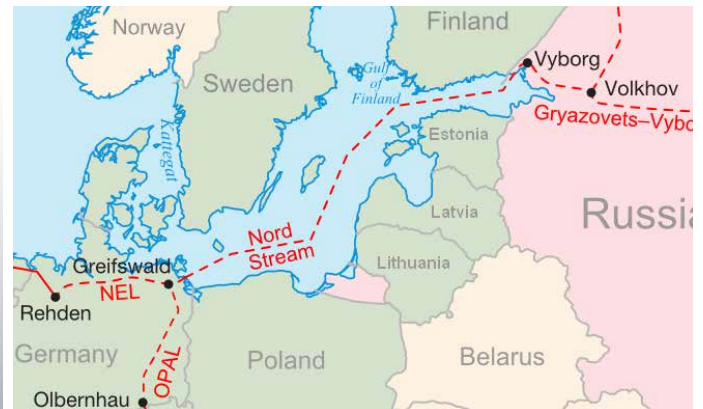 Norway
Finland
Vyborg
Sweden
Gulf
of
Finland
Volkhov
Gryazovets–Vybo
Kattegat
Estonia
Latvia
Russia
Nord
Stream
Lithuania
Greifswald
NEL
Rehden
Germany
OPAL
Poland
Belarus
Olbernhau